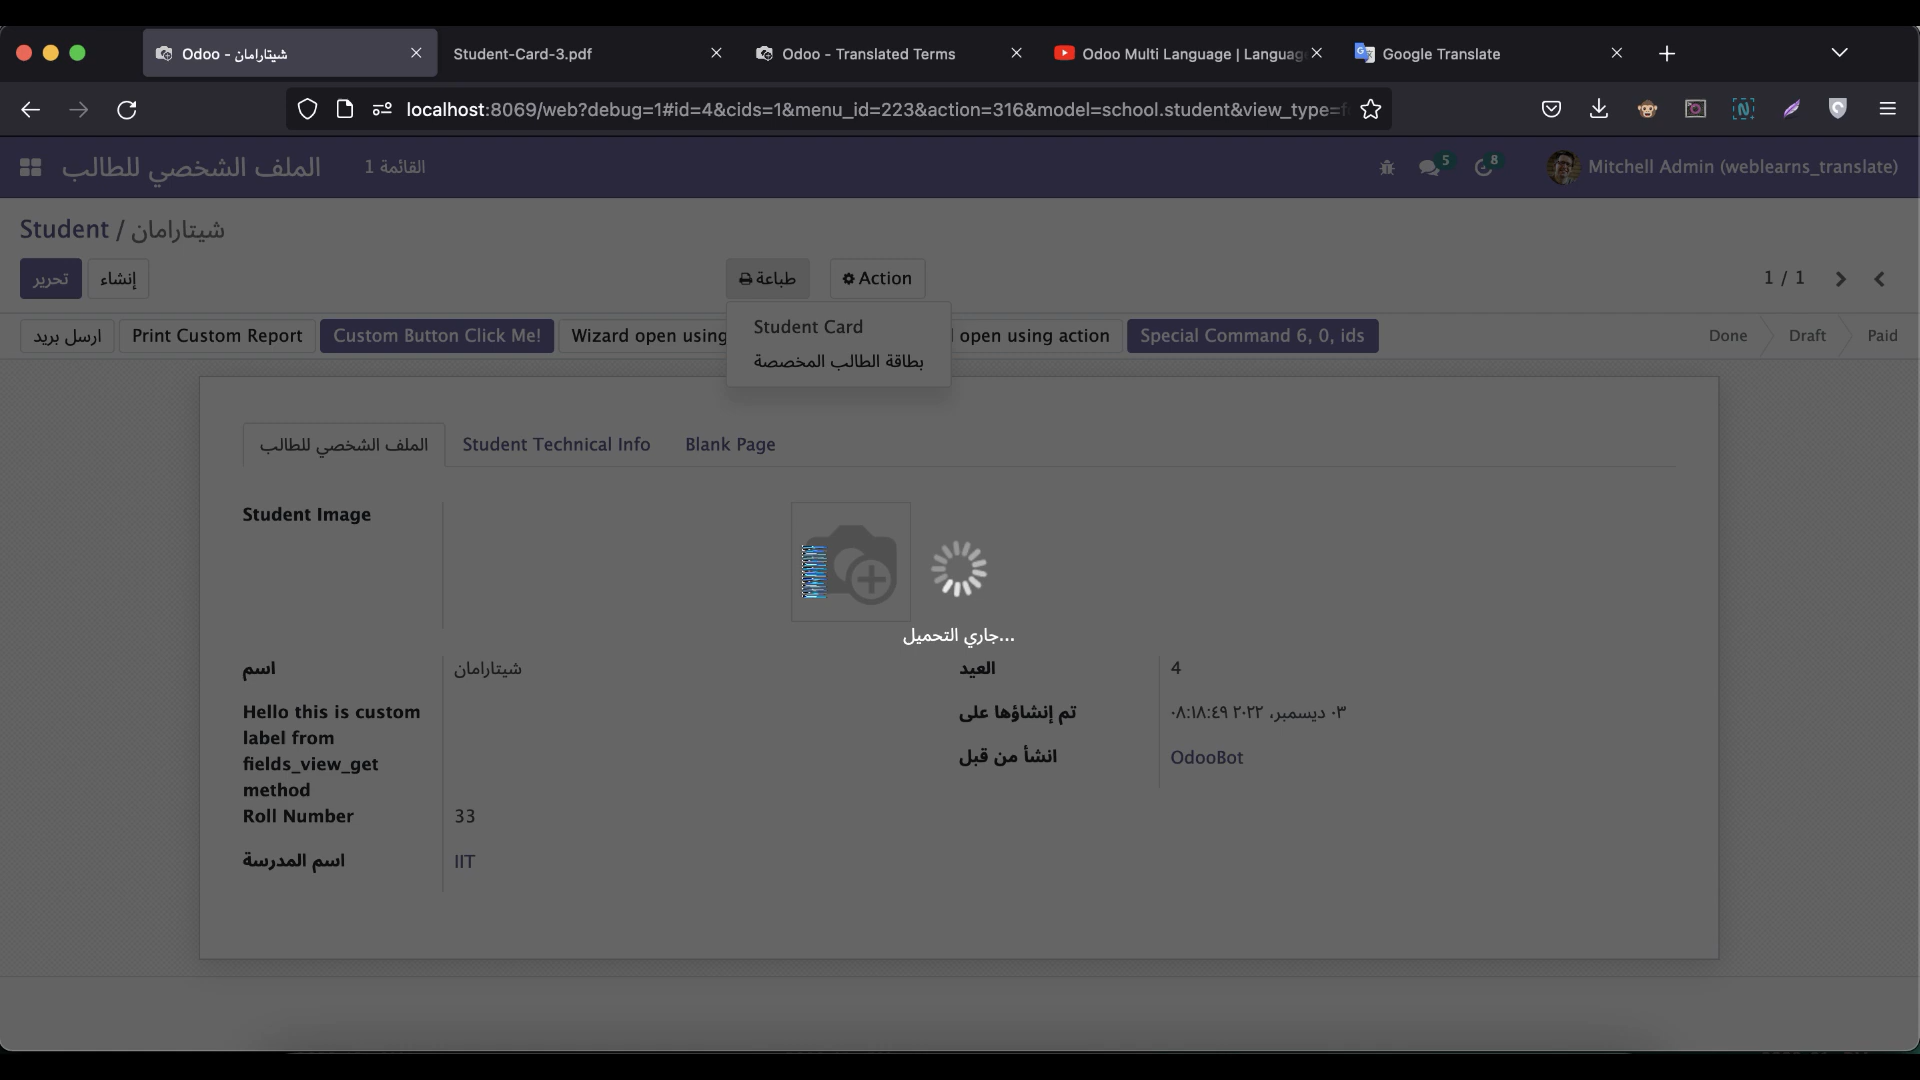 Odoo - شيتارامان
Student-Card-3.pdf
Odoo - Translated Terms
Odoo Multi Language | Languag
Google Translate
localhost:8069/web?debug=1#id=4&cids=1&menu_id=223&action=316&model=school.student&view_type=f
الملف الشخصي للطالب
القائمة 1
5
8
Mitchell Admin (weblearns_translate)
Student / شيتارامان
تحرير
إنشاء
طباعة
Action
1 / 1
Student Card
بطاقة الطالب المخصصة
ارسل بريد
Print Custom Report
Custom Button Click Me!
Wizard open using
open using action
Special Command 6, 0, ids
Done
Draft
Paid
الملف الشخصي للطالب
Student Technical Info
Blank Page
Student Image
جاري التحميل...
اسم
شيتارامان
العيد
4
Hello this is custom
label from
fields_view_get
method
تم إنشاؤها على
٠٣ ديسمبر، ٢٠٢٢ ٠٨:١٨:٤٩
انشأ من قبل
OdooBot
Roll Number
33
اسم المدرسة
IIT